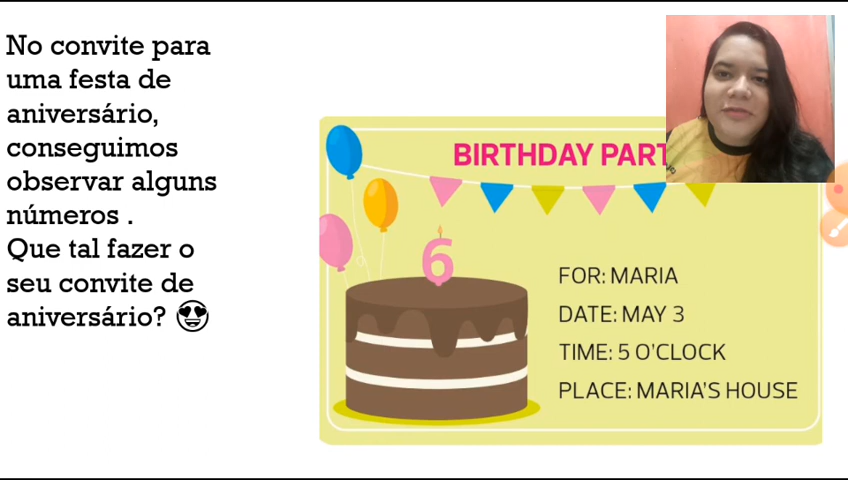 No convite para
uma festa de
aniversário,
conseguimos
observar alguns
números .
Que tal fazer o
seu convite de
aniversário? 😍
BIRTHDAY PART
6
FOR: MARIA
DATE: MAY 3
TIME: 5 O'CLOCK
PLACE: MARIA'S HOUSE